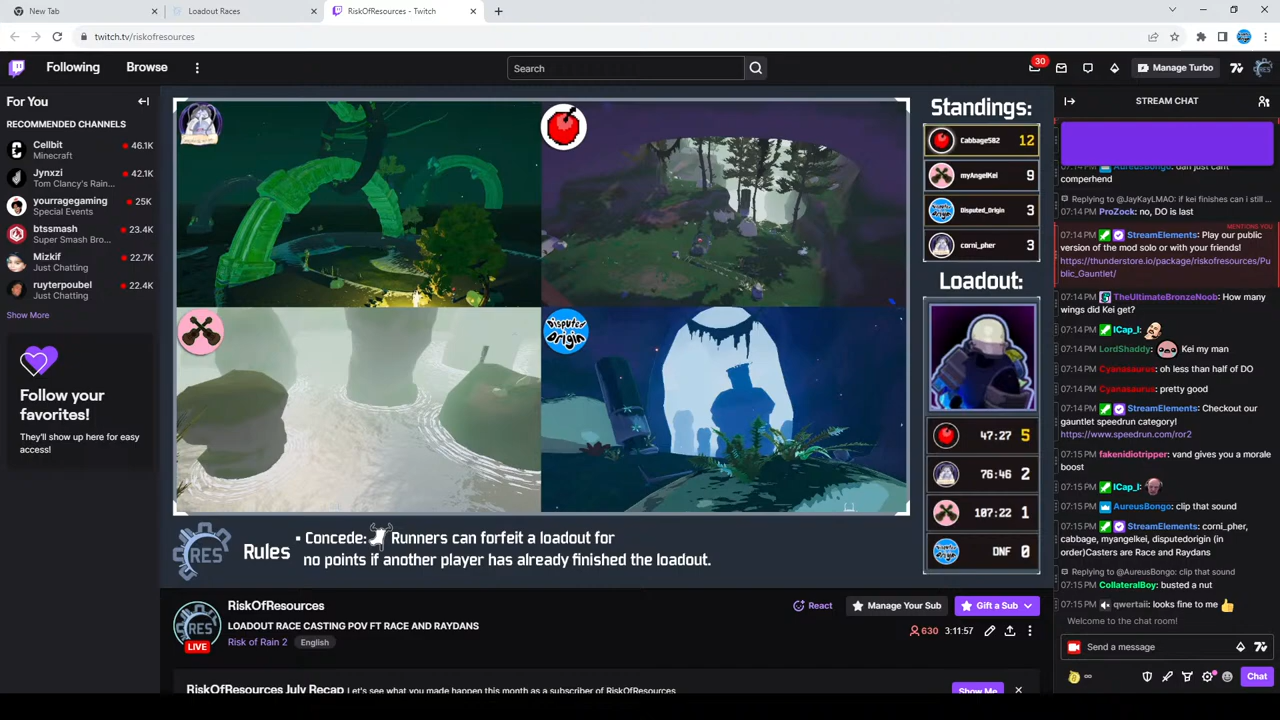 New Tab
Loadout Races
RiskOfResources - Twitch
twitch.tv/riskofresources
Following
Browse
Search
30
Manage Turbo
For You
RECOMMENDED CHANNELS
Cellbit
46.1K
Minecraft
Jynxzi
42.1K
Tom Clancy's Rain...
yourragegaming
25K
Special Events
btssmash
23.4K
Super Smash Bro...
Mizkif
22.7K
Just Chatting
ruyterpoubel
22.4K
Just Chatting
Show More
Follow your
favorites!
They'll show up here for easy
access!
Disputed
Origin
Standings:
Cabbage582 12
myAngelKei 9
Disputed_Origin 3
corni_pher 3
Loadout:
47:27 5
76:46 2
107:22 1
DNF 0
RES
Rules
• Concede: Runners can forfeit a loadout for
no points if another player has already finished the loadout.
RES
LIVE
RiskOfResources
LOADOUT RACE CASTING POV FT RACE AND RAYDANS
Risk of Rain 2
English
React
Manage Your Sub
Gift a Sub
630
3:11:57
RiskOfResources July Recap Let's see what you made happen this month as a subscriber of RiskOfResources
Show Me
STREAM CHAT
comperhend
Replying to @JayKayLMAO: if kei finishes can i still ...
07:14 PM ProZock: no, DO is last
MENTIONS YOU
07:14 PM StreamElements: Play our public
version of the mod solo or with your friends!
https://thunderstore.io/package/riskofresources/Pu
blic_Gauntlet/
07:14 PM TheUltimateBronzeNoob: How many
wings did Kei get?
07:14 PM ICap_I:
07:14 PM LordShaddy: Kei my man
07:14 PM Cyanasaurus: oh less than half of DO
07:14 PM Cyanasaurus: pretty good
07:14 PM StreamElements: Checkout our
gauntlet speedrun category!
https://www.speedrun.com/ror2
07:15 PM fakenidiotripper: vand gives you a morale
boost
07:15 PM ICap_I:
07:15 PM AureusBongo: clip that sound
07:15 PM StreamElements: corni_pher,
cabbage, myangelkei, disputedorigin (in
order)Casters are Race and Raydans
Replying to @AureusBongo: clip that sound
07:15 PM CollateralBoy: busted a nut
07:15 PM qwertaii: looks fine to me
Welcome to the chat room!
Send a message
∞
Chat